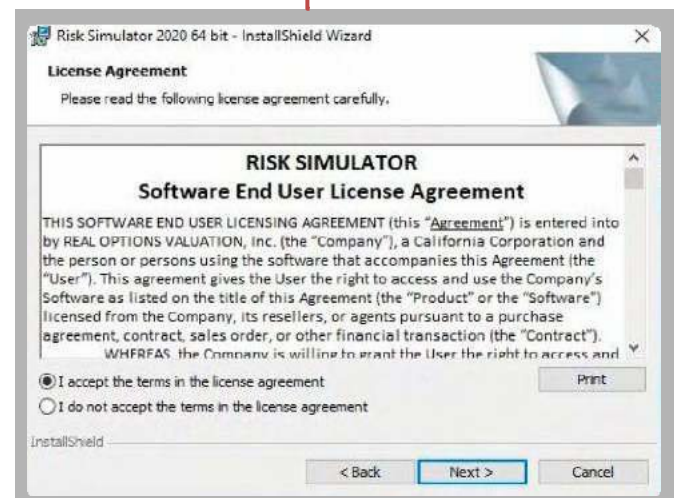 Risk Simulator 2020 64 bit - InstallShield Wizard
License Agreement
Please read the following license agreement carefully.
RISK SIMULATOR
Software End User License Agreement
THIS SOFTWARE END USER LICENSING AGREEMENT (this “Agreement”) is entered into
by REAL OPTIONS VALUATION, Inc. (the “Company”), a California Corporation and
the person or persons using the software that accompanies this Agreement (the
“User”). This agreement gives the User the right to access and use the Company’s
Software as listed on the title of this Agreement (the “Product” or the “Software”)
licensed from the Company, its resellers, or agents pursuant to a purchase
agreement, contract, sales order, or other financial transaction (the “Contract”).
WHEREAS, the Company is willing to grant the User the right to access and
I accept the terms in the license agreement
Print
I do not accept the terms in the license agreement
InstallShield
< Back
Next >
Cancel